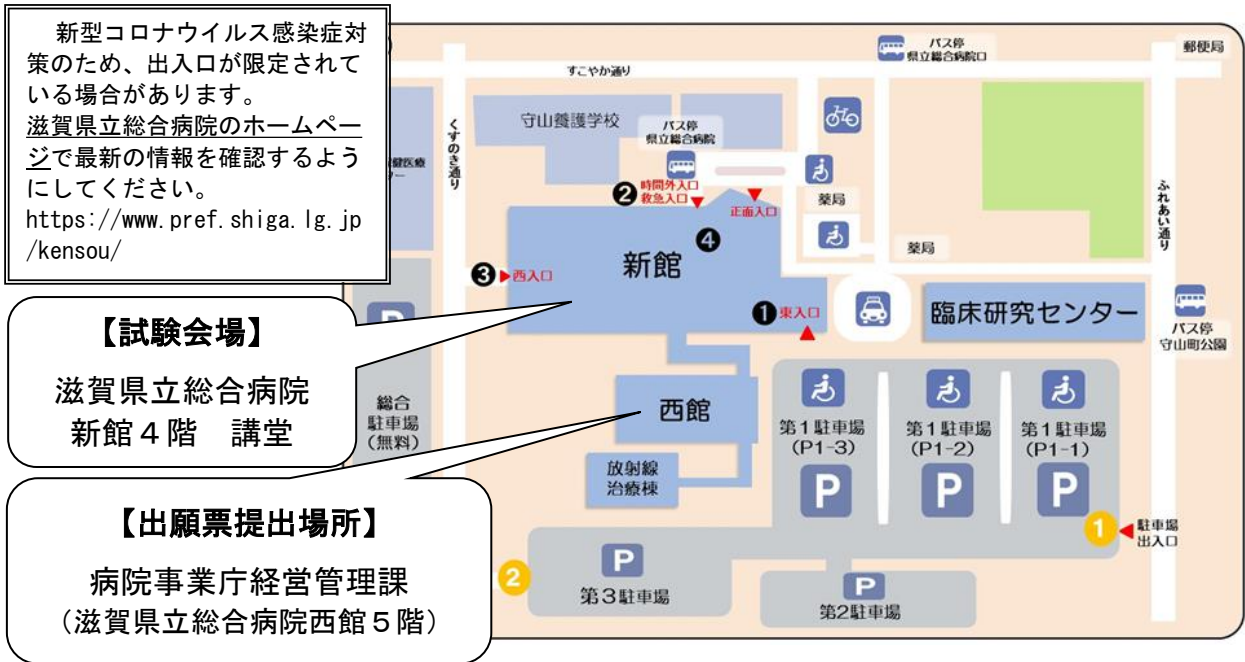 新型コロナウイルス感染症対
策のため、出入口が限定されて
いる場合があります。
滋賀県立総合病院のホームペー
ジで最新の情報を確認するよう
にしてください。
https://www.pref.shiga.lg.jp
/kensou/
【試験会場】
滋賀県立総合病院
新館４階　講堂
【出願票提出場所】
病院事業庁経営管理課
（滋賀県立総合病院西館５階）
バス停
県立総合病院口
郵便局
すこやか通り
くすのき通り
守山養護学校
バス停
県立総合病院
❷ 時間外入口
救急入口
正面入口
薬局
薬局
ふれあい通り
❹
新館
❸ 西入口
❶ 東入口
臨床研究センター
バス停
守山町公園
西館
放射線
治療棟
P
総合
駐車場
(無料)
第1駐車場
(P1-3)
P
第1駐車場
(P1-2)
P
第1駐車場
(P1-1)
P
1
駐車場
出入口
2
P
第3駐車場
P
第2駐車場